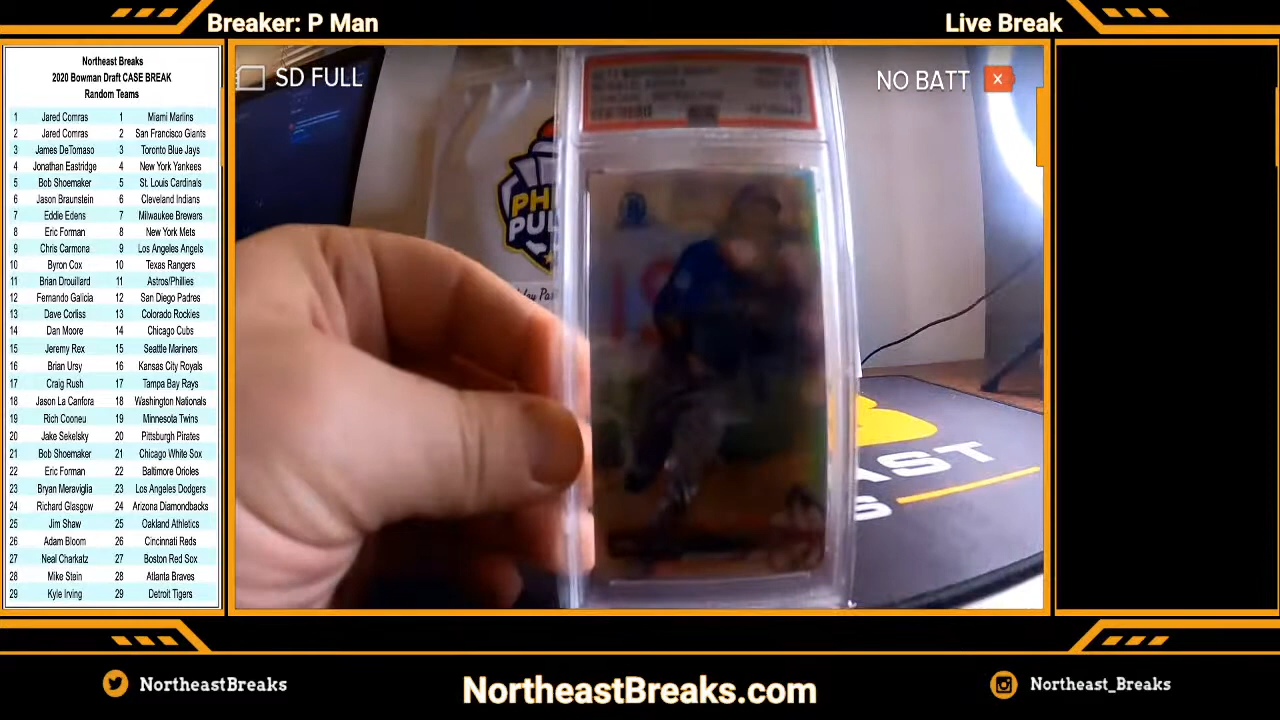 Breaker: P Man
Live Break
Northeast Breaks
2020 Bowman Draft CASE BREAK
Random Teams
1 Jared Comras 1 Miami Marlins
2 Jared Comras 2 San Francisco Giants
3 James DeTomaso 3 Toronto Blue Jays
4 Jonathan Eastridge 4 New York Yankees
5 Bob Shoemaker 5 St. Louis Cardinals
6 Jason Braunstein 6 Cleveland Indians
7 Eddie Edens 7 Milwaukee Brewers
8 Eric Forman 8 New York Mets
9 Chris Carmona 9 Los Angeles Angels
10 Byron Cox 10 Texas Rangers
11 Brian Drouillard 11 Astros/Phillies
12 Fernando Galicia 12 San Diego Padres
13 Dave Corliss 13 Colorado Rockies
14 Dan Moore 14 Chicago Cubs
15 Jeremy Rex 15 Seattle Mariners
16 Brian Ursy 16 Kansas City Royals
17 Craig Rush 17 Tampa Bay Rays
18 Jason La Canfora 18 Washington Nationals
19 Rich Cooneu 19 Minnesota Twins
20 Jake Sekelsky 20 Pittsburgh Pirates
21 Bob Shoemaker 21 Chicago White Sox
22 Eric Forman 22 Baltimore Orioles
23 Bryan Meraviglia 23 Los Angeles Dodgers
24 Richard Glasgow 24 Arizona Diamondbacks
25 Jim Shaw 25 Oakland Athletics
26 Adam Bloom 26 Cincinnati Reds
27 Neal Charkatz 27 Boston Red Sox
28 Mike Stein 28 Atlanta Braves
29 Kyle Irving 29 Detroit Tigers
SD FULL
NO BATT
PH
PU
AST
S
NortheastBreaks
NortheastBreaks.com
Northeast_Breaks